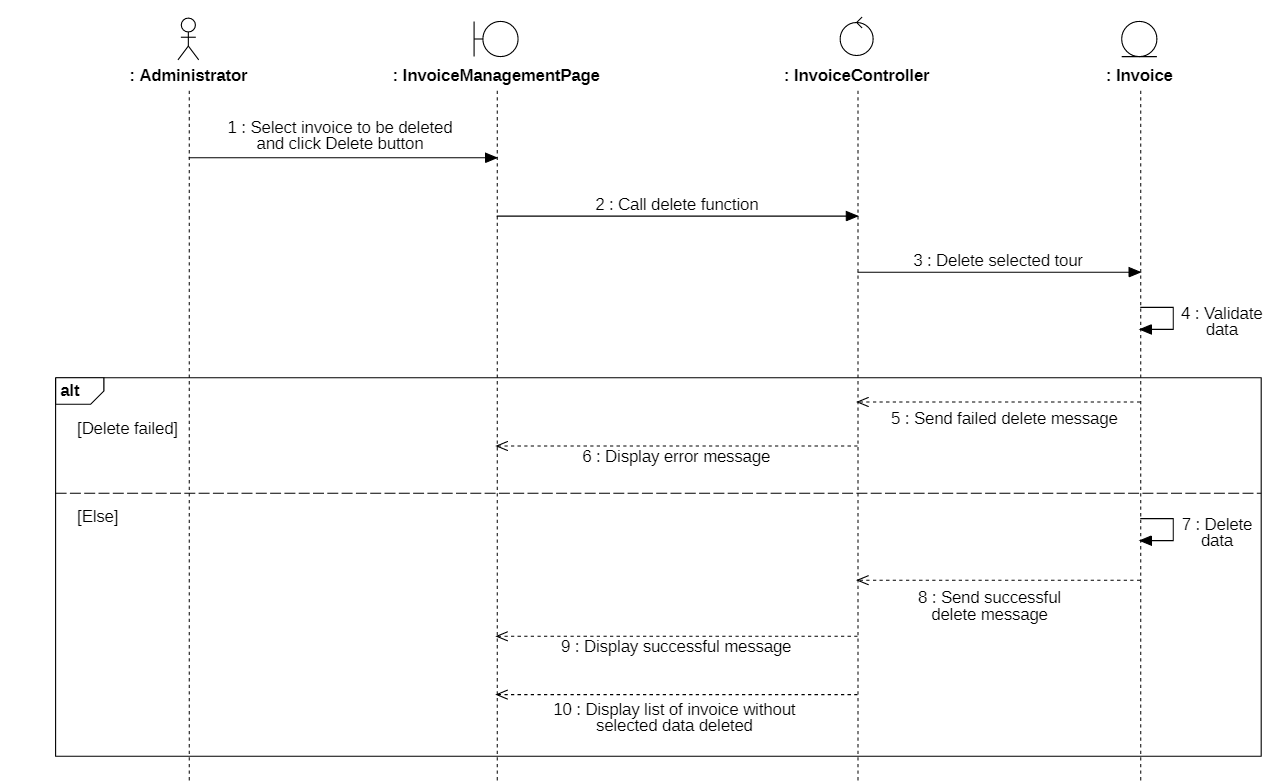 : Administrator
: InvoiceManagementPage
: InvoiceController
: Invoice
1 : Select invoice to be deleted
and click Delete button
2 : Call delete function
3 : Delete selected tour
4 : Validate
data
alt
[Delete failed]
5 : Send failed delete message
6 : Display error message
[Else]
7 : Delete
data
8 : Send successful
delete message
9 : Display successful message
10 : Display list of invoice without
selected data deleted